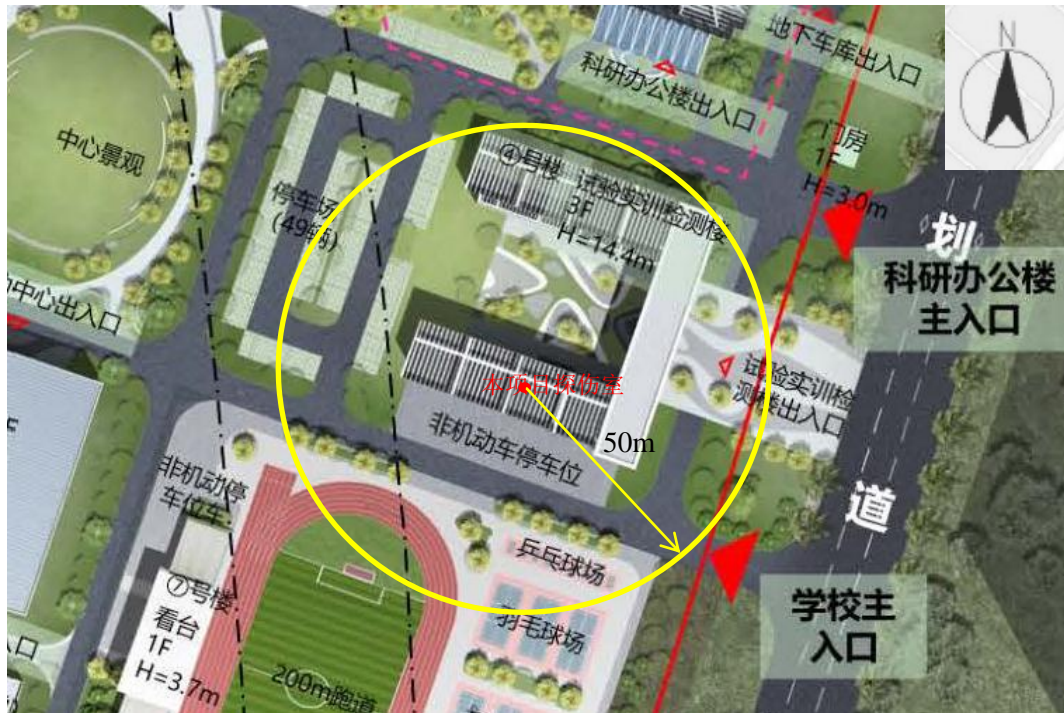 N
地下车库出入口
科研办公楼出入口
门房
1F
H=3.0m
中心景观
④号楼 试验实训检测楼
3F
H=14.4m
停车场
(49辆)
划
科研办公楼
主入口
中心出入口
本项目探伤室
试验实训检
测楼出入口
50m
非机动车停车位
非机动停
车位车
道
乒乓球场
⑦号楼
看台
1F
H=3.7m
羽毛球场
学校主
入口
200m跑道